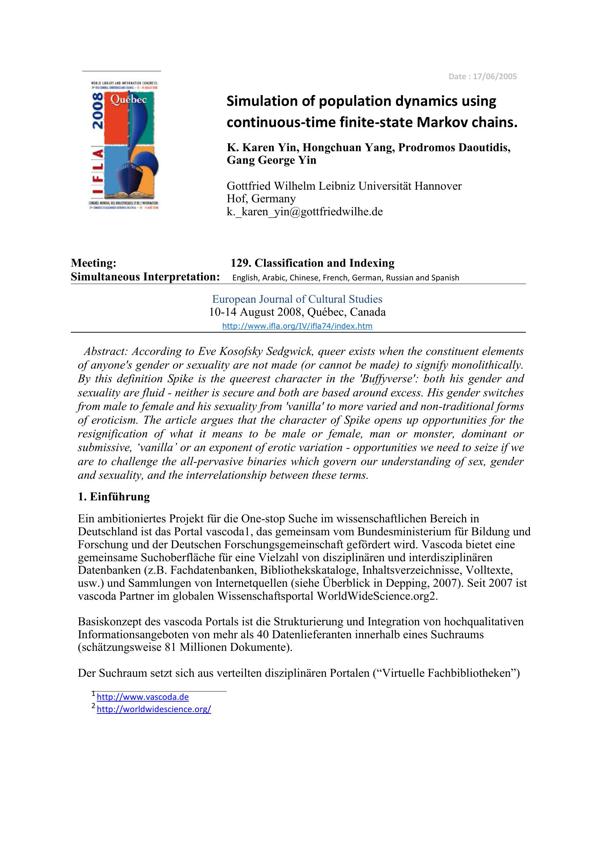 Date : 17/06/2005
WORLD LIBRARY AND INFORMATION CONGRESS:
IFLA 2008
Québec
Simulation of population dynamics using
continuous-time finite-state Markov chains.
K. Karen Yin, Hongchuan Yang, Prodromos Daoutidis,
Gang George Yin
Gottfried Wilhelm Leibniz Universität Hannover
Hof, Germany
k._karen_yin@gottfriedwilhe.de
Meeting: 129. Classification and Indexing
Simultaneous Interpretation: English, Arabic, Chinese, French, German, Russian and Spanish
European Journal of Cultural Studies
10-14 August 2008, Québec, Canada
http://www.ifla.org/IV/ifla74/index.htm
Abstract: According to Eve Kosofsky Sedgwick, queer exists when the constituent elements
of anyone's gender or sexuality are not made (or cannot be made) to signify monolithically.
By this definition Spike is the queerest character in the 'Buffyverse': both his gender and
sexuality are fluid - neither is secure and both are based around excess. His gender switches
from male to female and his sexuality from 'vanilla' to more varied and non-traditional forms
of eroticism. The article argues that the character of Spike opens up opportunities for the
resignification of what it means to be male or female, man or monster, dominant or
submissive, ‘vanilla’ or an exponent of erotic variation - opportunities we need to seize if we
are to challenge the all-pervasive binaries which govern our understanding of sex, gender
and sexuality, and the interrelationship between these terms.
1. Einführung
Ein ambitioniertes Projekt für die One-stop Suche im wissenschaftlichen Bereich in
Deutschland ist das Portal vascoda1, das gemeinsam vom Bundesministerium für Bildung und
Forschung und der Deutschen Forschungsgemeinschaft gefördert wird. Vascoda bietet eine
gemeinsame Suchoberfläche für eine Vielzahl von disziplinären und interdisziplinären
Datenbanken (z.B. Fachdatenbanken, Bibliothekskataloge, Inhaltsverzeichnisse, Volltexte,
usw.) und Sammlungen von Internetquellen (siehe Überblick in Depping, 2007). Seit 2007 ist
vascoda Partner im globalen Wissenschaftsportal WorldWideScience.org2.
Basiskonzept des vascoda Portals ist die Strukturierung und Integration von hochqualitativen
Informationsangeboten von mehr als 40 Datenlieferanten innerhalb eines Suchraums
(schätzungsweise 81 Millionen Dokumente).
Der Suchraum setzt sich aus verteilten disziplinären Portalen (“Virtuelle Fachbibliotheken”)
1 http://www.vascoda.de
2 http://worldwidescience.org/